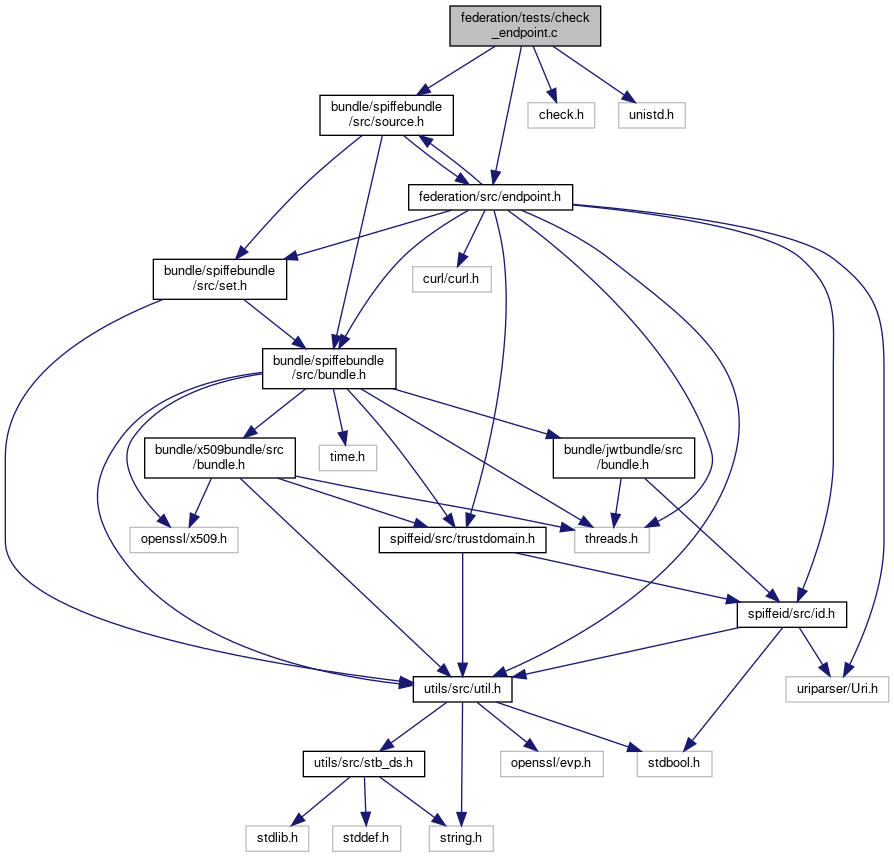 federation/tests/check
_endpoint.c
bundle/spiffebundle
/src/source.h
check.h
unistd.h
federation/src/endpoint.h
bundle/spiffebundle
/src/set.h
curl/curl.h
bundle/spiffebundle
/src/bundle.h
bundle/x509bundle/src
/bundle.h
time.h
bundle/jwtbundle/src
/bundle.h
openssl/x509.h
spiffeid/src/trustdomain.h
threads.h
spiffeid/src/id.h
utils/src/util.h
uriparser/Uri.h
utils/src/stb_ds.h
openssl/evp.h
stdbool.h
stdlib.h
stddef.h
string.h